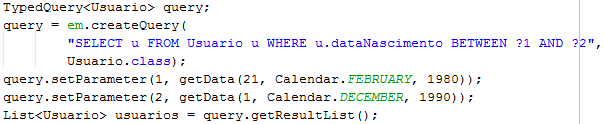 TypedQuery<Usuario> query;
query = em.createQuery(
"SELECT u FROM Usuario u WHERE u.dataNascimento BETWEEN ?1 AND ?2",
Usuario.class);
query.setParameter(1, getData(21, Calendar.FEBRUARY, 1980));
query.setParameter(2, getData(1, Calendar.DECEMBER, 1990));
List<Usuario> usuarios = query.getResultList();